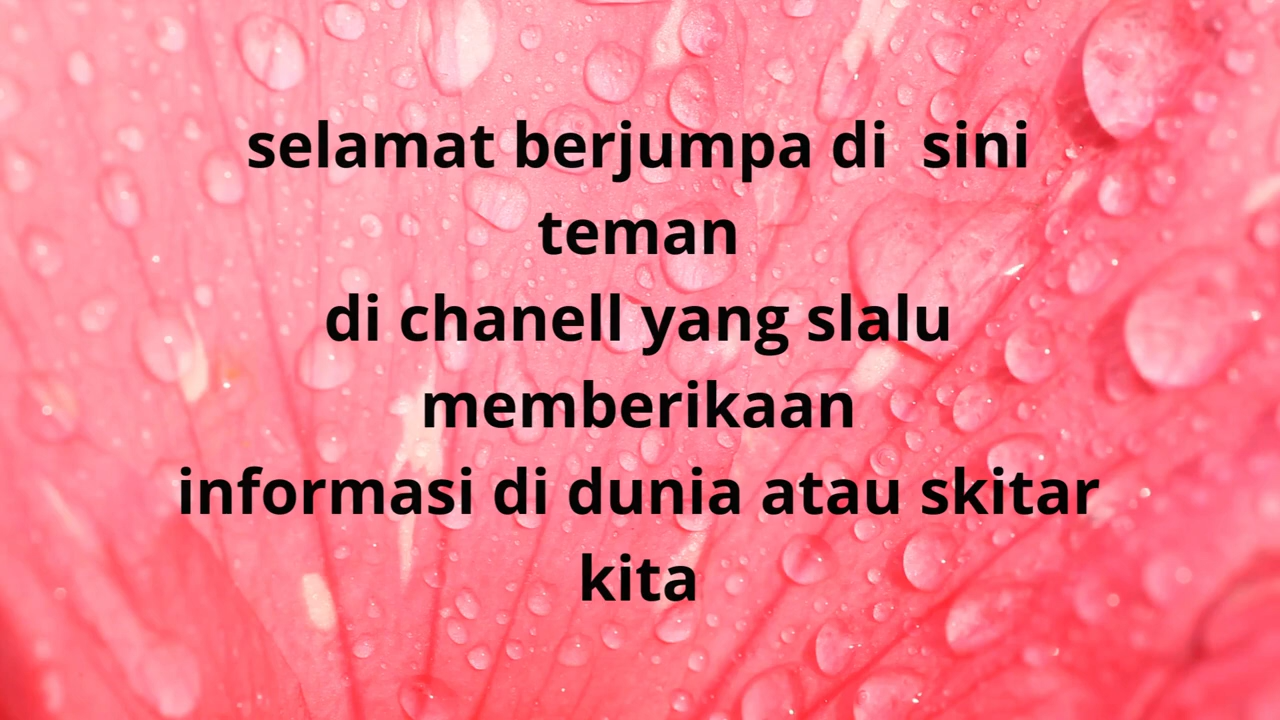 selamat berjumpa di  sini
teman
di chanell yang slalu
memberikaan
informasi di dunia atau skitar
kita